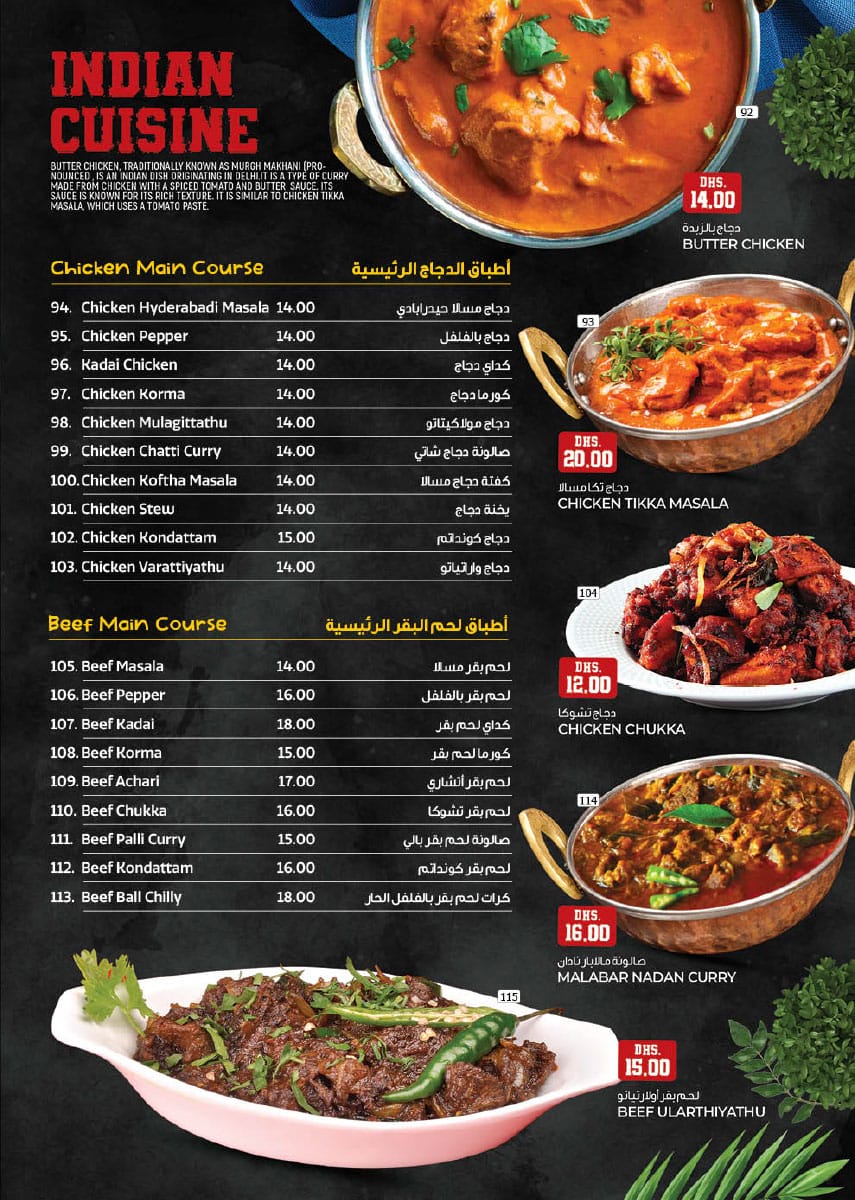 INDIAN
CUISINE
BUTTER CHICKEN, TRADITIONALLY KNOWN AS MURGH MAKHANI (PRO-
NOUNCED , IS AN INDIAN DISH ORIGINATING IN DELHI.IT IS A TYPE OF CURRY
MADE FROM CHICKEN WITH A SPICED TOMATO AND BUTTER SAUCE. ITS
SAUCE IS KNOWN FOR ITS RICH TEXTURE. IT IS SIMILAR TO CHICKEN TIKKA
MASALA, WHICH USES A TOMATO PASTE.
92
DHS.
14.00
دجاج بالزبدة
BUTTER CHICKEN
Chicken Main Course أطباق الدجاج الرئيسية
94. Chicken Hyderabadi Masala 14.00 دجاج مسالا حيدرابادي
95. Chicken Pepper 14.00 دجاج بالفلفل
96. Kadai Chicken 14.00 كداي دجاج
97. Chicken Korma 14.00 كورما دجاج
98. Chicken Mulagittathu 14.00 دجاج مولاكيتاتو
99. Chicken Chatti Curry 14.00 صالونة دجاج شاتي
100. Chicken Koftha Masala 14.00 كفتة دجاج مسالا
101. Chicken Stew 14.00 يخنة دجاج
102. Chicken Kondattam 15.00 دجاج كونداتم
103. Chicken Varattiyathu 14.00 دجاج واراتياتو
93
DHS.
20.00
دجاج تكا مسالا
CHICKEN TIKKA MASALA
104
DHS.
12.00
دجاج تشوكا
CHICKEN CHUKKA
Beef Main Course أطباق لحم البقر الرئيسية
105. Beef Masala 14.00 لحم بقر مسالا
106. Beef Pepper 16.00 لحم بقر بالفلفل
107. Beef Kadai 18.00 كداي لحم بقر
108. Beef Korma 15.00 كورما لحم بقر
109. Beef Achari 17.00 لحم بقر أتشاري
110. Beef Chukka 16.00 لحم بقر تشوكا
111. Beef Palli Curry 15.00 صالونة لحم بقر بالي
112. Beef Kondattam 16.00 لحم بقر كونداتم
113. Beef Ball Chilly 18.00 كرات لحم بقر بالفلفل الحار
114
DHS.
16.00
صالونة مالابار نادان
MALABAR NADAN CURRY
115
DHS.
15.00
لحم بقر أولارتياتو
BEEF ULARTHIYATHU